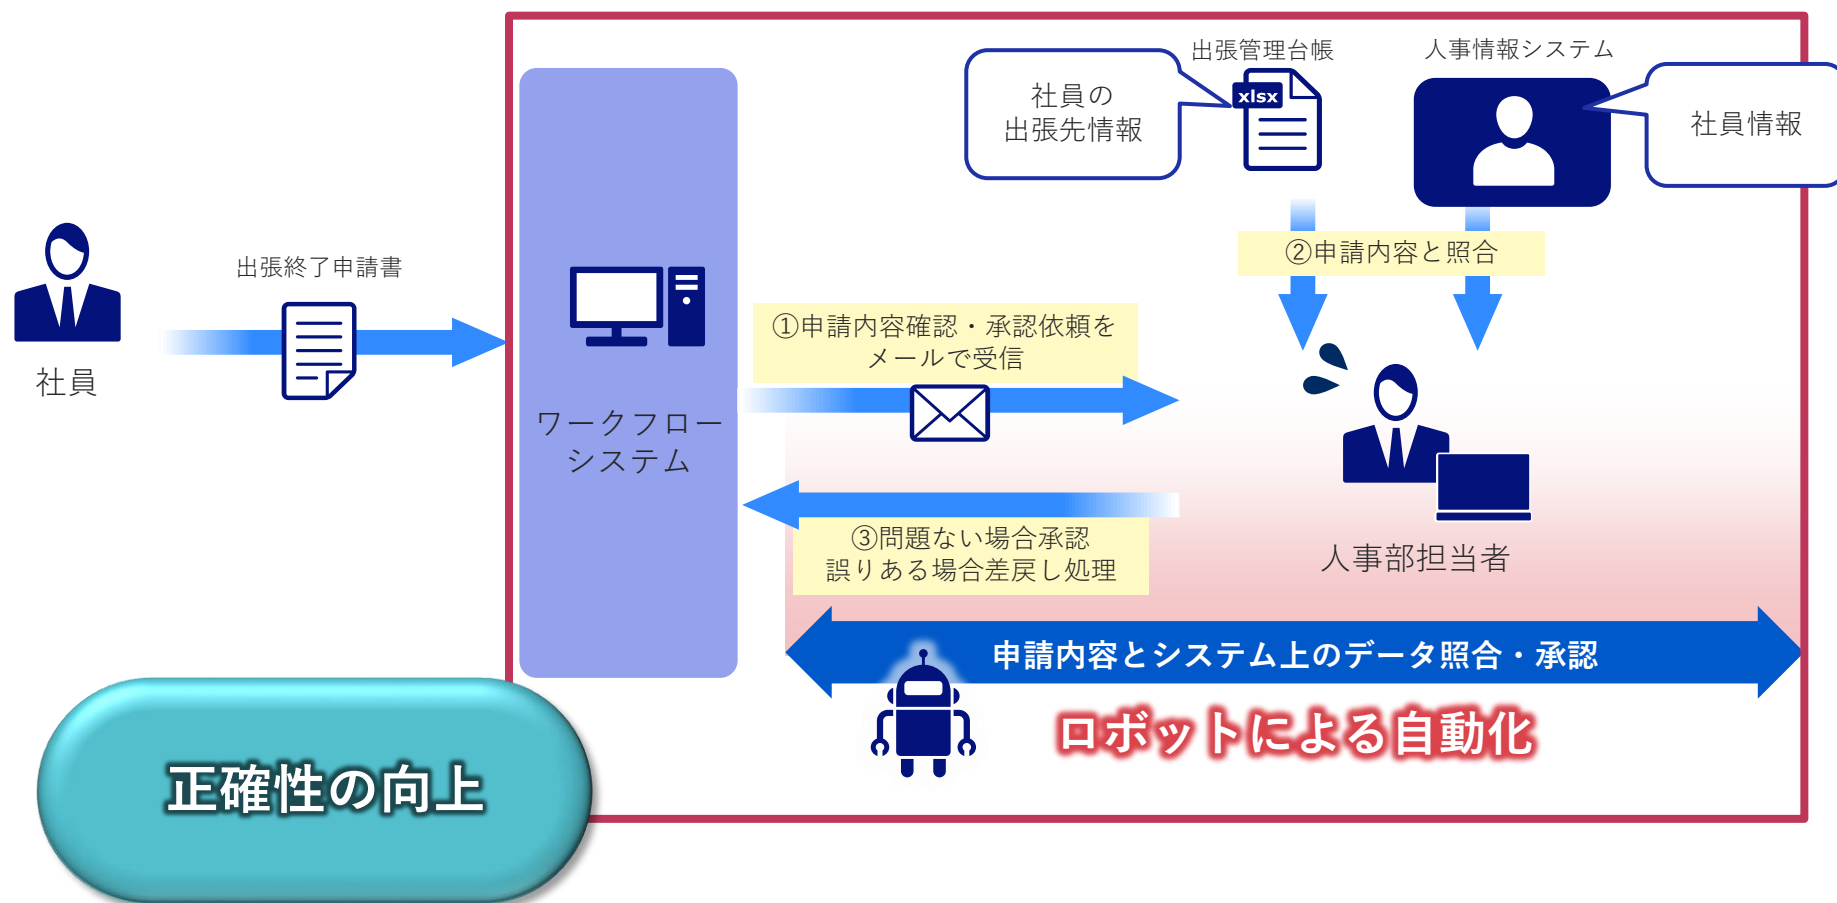 出張管理台帳
人事情報システム
社員の
出張先情報
xlsx
社員情報
②申請内容と照合
出張終了申請書
社員
①申請内容確認・承認依頼を
メールで受信
ワークフロー
システム
③問題ない場合承認
誤りある場合差戻し処理
人事部担当者
申請内容とシステム上のデータ照合・承認
ロボットによる自動化
正確性の向上